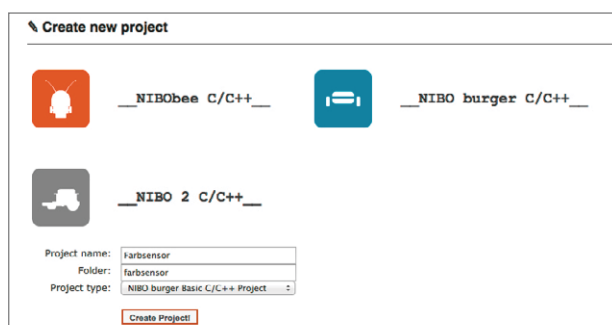 ✎ Create new project
__NIBObee C/C++__
__NIBO burger C/C++__
__NIBO 2 C/C++__
Project name: Farbsensor
Folder: farbsensor
Project type: NIBO burger Basic C/C++ Project
Create Project!